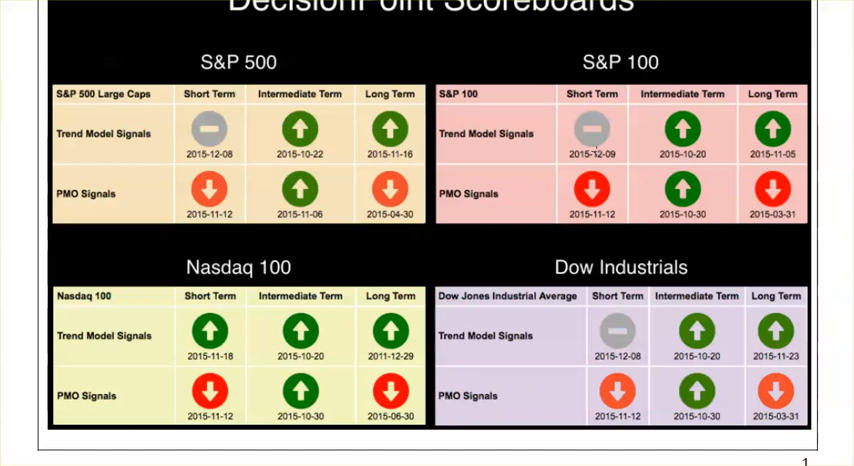 DecisionPoint Scoreboards
S&P 500
S&P 100
S&P 500 Large Caps Short Term Intermediate Term Long Term
Trend Model Signals
2015-12-08 2015-10-22 2015-11-16
PMO Signals
2015-11-12 2015-11-06 2015-04-30
S&P 100 Short Term Intermediate Term Long Term
Trend Model Signals
2015-12-09 2015-10-20 2015-11-05
PMO Signals
2015-11-12 2015-10-30 2015-03-31
Nasdaq 100
Dow Industrials
Nasdaq 100 Short Term Intermediate Term Long Term
Trend Model Signals
2015-11-18 2015-10-20 2011-12-29
PMO Signals
2015-11-12 2015-10-30 2015-06-30
Dow Jones Industrial Average Short Term Intermediate Term Long Term
Trend Model Signals
2015-12-08 2015-10-20 2015-11-23
PMO Signals
2015-11-12 2015-10-30 2015-03-31
1